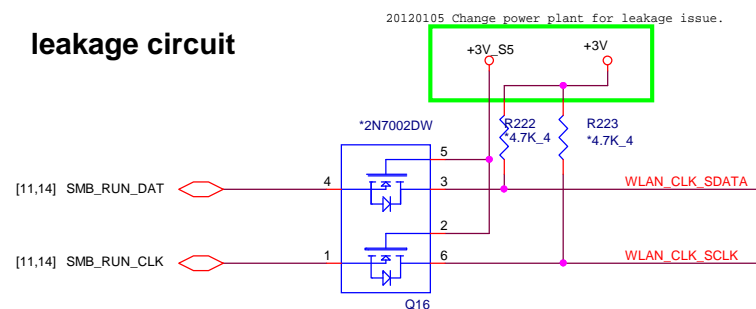 20120105 Change power plant for leakage issue.
leakage circuit
+3V_S5
+3V
*2N7002DW
R222
*4.7K_4
R223
*4.7K_4
5
[11,14] SMB_RUN_DAT
4
3
WLAN_CLK_SDATA
2
[11,14] SMB_RUN_CLK
1
6
WLAN_CLK_SCLK
Q16